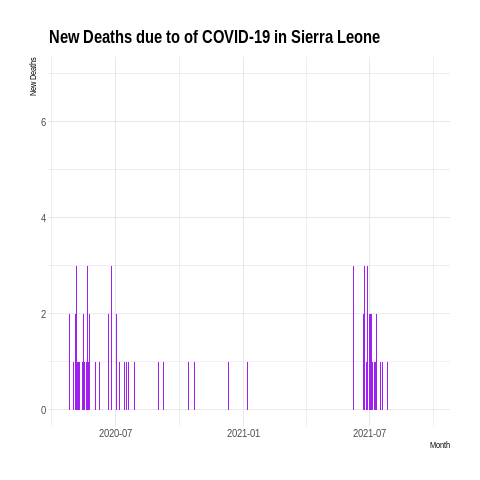 New Deaths due to of COVID-19 in Sierra Leone
New Deaths
6
4
2
0
2020-07
2021-01
2021-07
Month